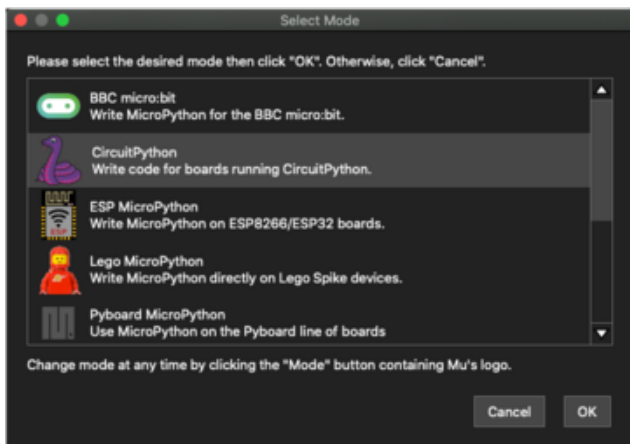 Select Mode
Please select the desired mode then click "OK". Otherwise, click "Cancel".
BBC micro:bit
Write MicroPython for the BBC micro:bit.
CircuitPython
Write code for boards running CircuitPython.
ESP
ESP MicroPython
Write MicroPython on ESP8266/ESP32 boards.
Lego MicroPython
Write MicroPython directly on Lego Spike devices.
Pyboard MicroPython
Use MicroPython on the Pyboard line of boards
Change mode at any time by clicking the "Mode" button containing Mu's logo.
Cancel
OK